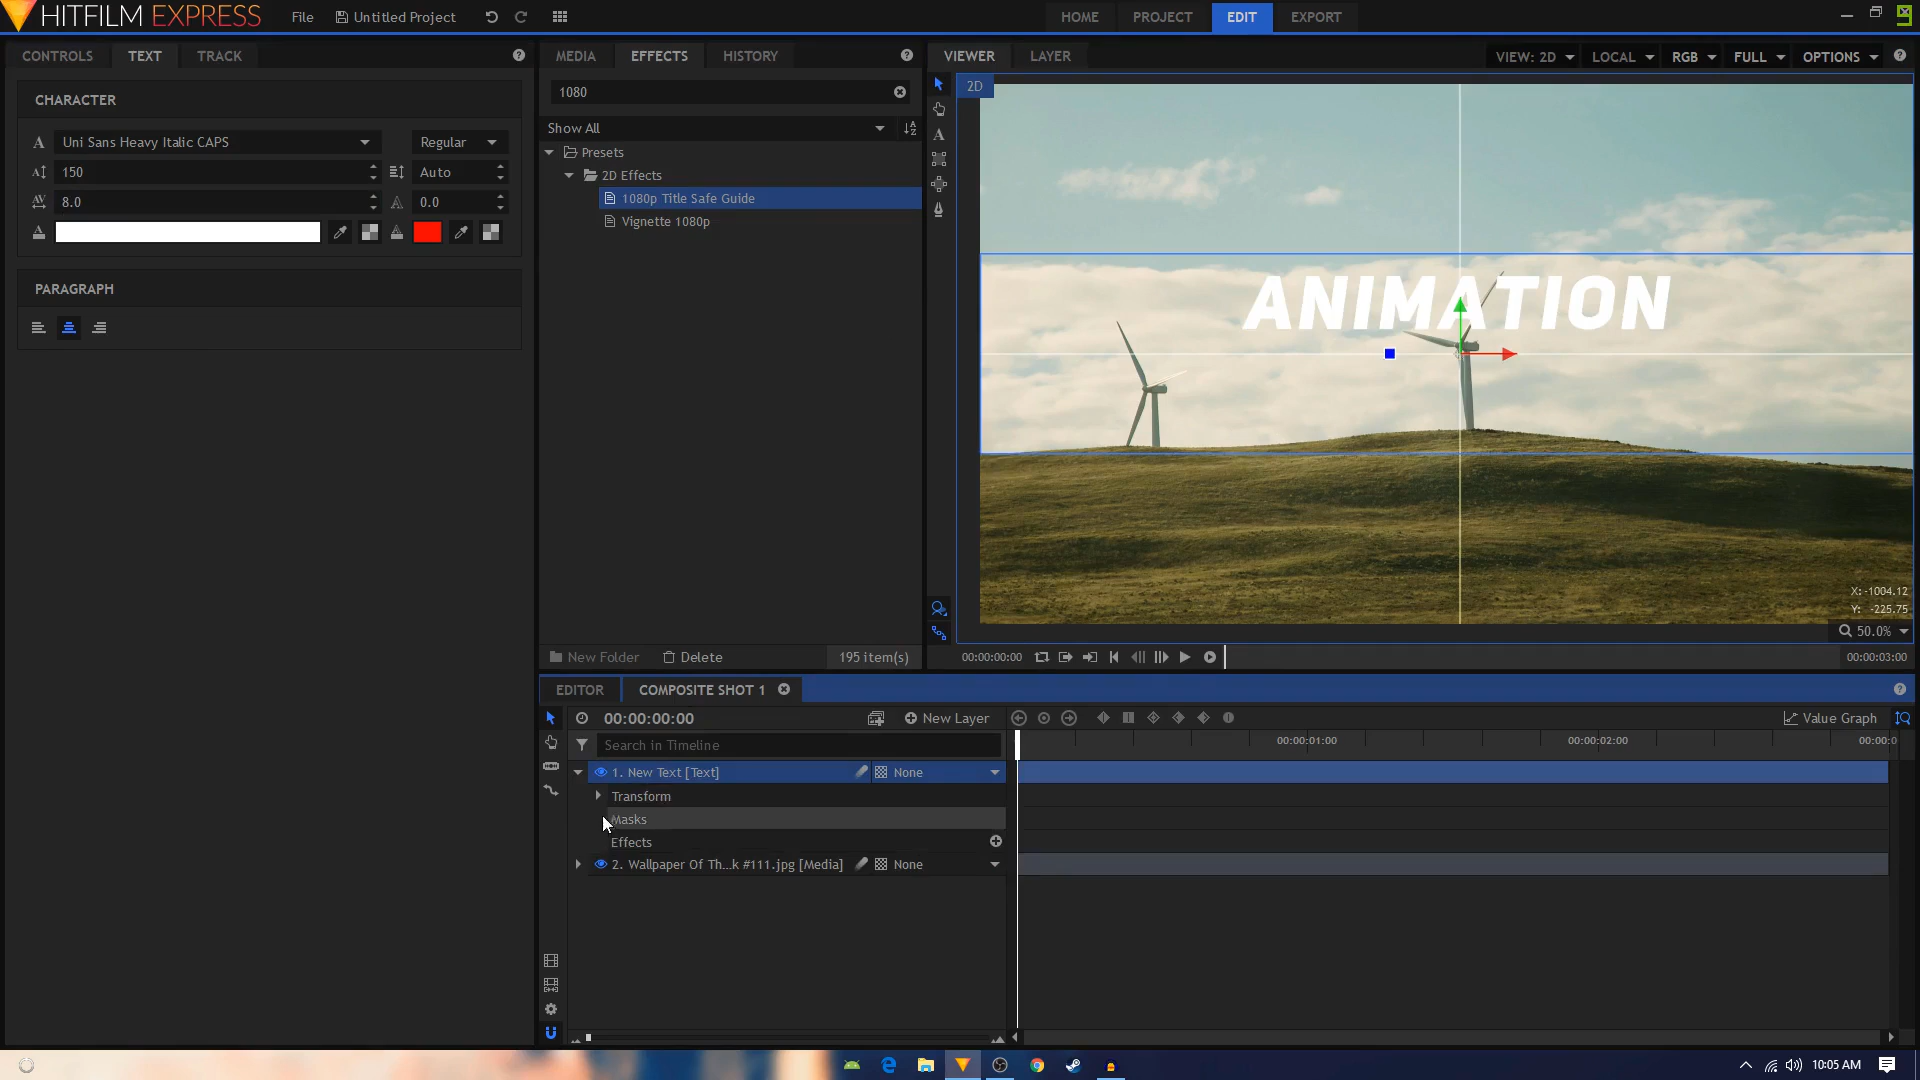 HITFILM EXPRESS
File
Untitled Project
HOME
PROJECT
EDIT
EXPORT
CONTROLS
TEXT
TRACK
CHARACTER
Uni Sans Heavy Italic CAPS
Regular
150
Auto
8.0
0.0
PARAGRAPH
MEDIA
EFFECTS
HISTORY
1080
Show All
Presets
2D Effects
1080p Title Safe Guide
Vignette 1080p
New Folder
Delete
195 item(s)
VIEWER
LAYER
VIEW: 2D
LOCAL
RGB
FULL
OPTIONS
2D
ANIMATION
X: -1004.12
Y: -225.75
50.0%
00:00:00:00
00:00:03:00
EDITOR
COMPOSITE SHOT 1
00:00:00:00
New Layer
Value Graph
Search in Timeline
00:00:01:00
00:00:02:00
00:00:0
1. New Text [Text]
None
Transform
Masks
Effects
2. Wallpaper Of Th...k #111.jpg [Media]
None
10:05 AM